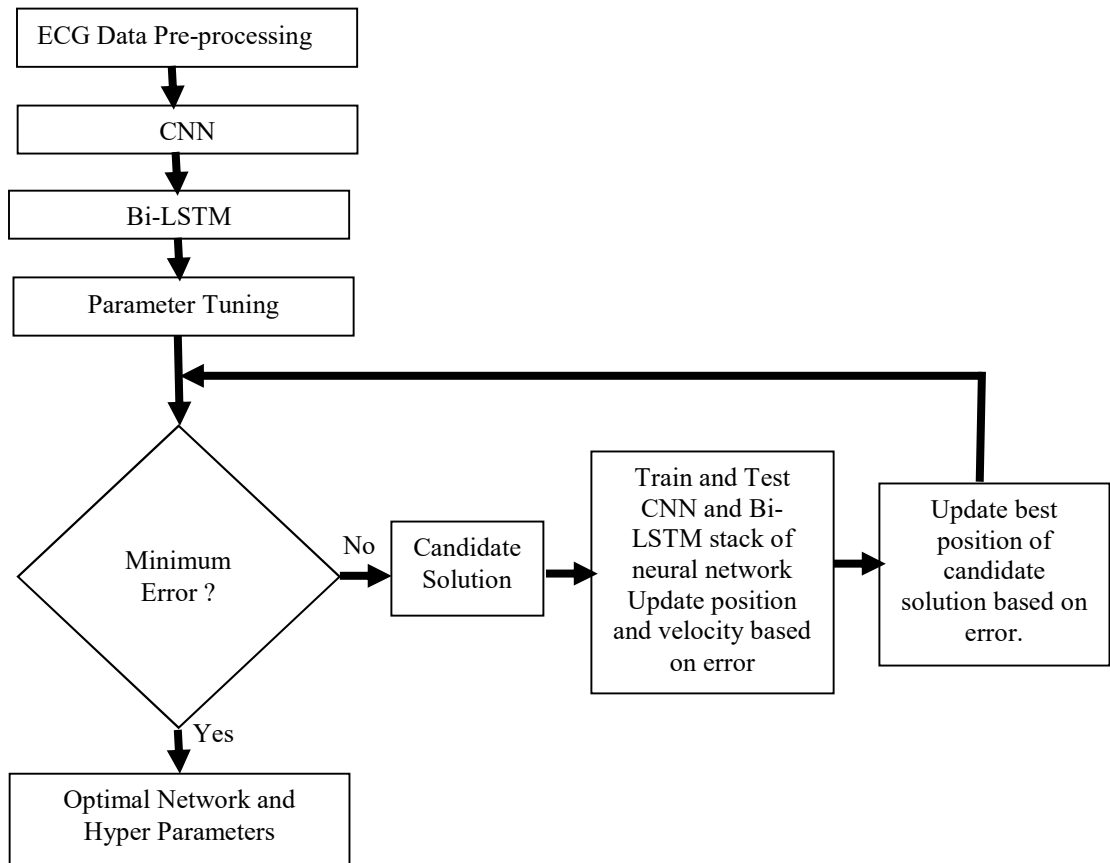 ECG Data Pre-processing
CNN
Bi-LSTM
Parameter Tuning
Minimum
Error ?
No
Candidate
Solution
Train and Test
CNN and Bi-
LSTM stack of
neural network
Update position
and velocity based
on error
Update best
position of
candidate
solution based on
error.
Yes
Optimal Network and
Hyper Parameters